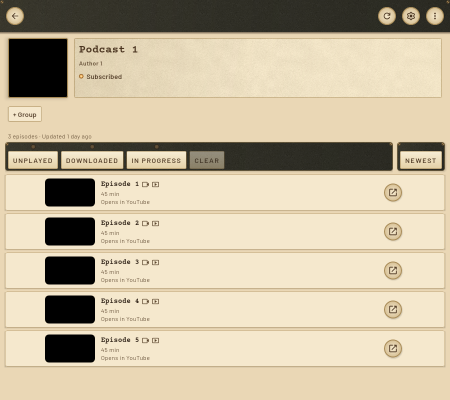 Podcast 1
Author 1
Subscribed
+ Group
3 episodes · Updated 1 day ago
UNPLAYED DOWNLOADED IN PROGRESS CLEAR NEWEST
Episode 1
45 min
Opens in YouTube
Episode 2
45 min
Opens in YouTube
Episode 3
45 min
Opens in YouTube
Episode 4
45 min
Opens in YouTube
Episode 5
45 min
Opens in YouTube